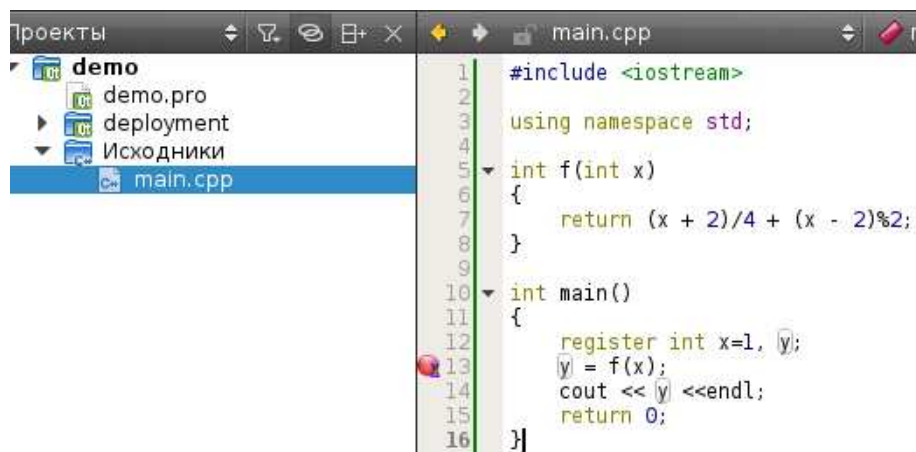 Проекты
demo
demo.pro
deployment
Исходники
main.cpp
main.cpp
1 #include <iostream>
2
3 using namespace std;
4
5 int f(int x)
6 {
7 return (x + 2)/4 + (x - 2)%2;
8 }
9
10 int main()
11 {
12 register int x=1, y;
13 y = f(x);
14 cout << y <<endl;
15 return 0;
16 }